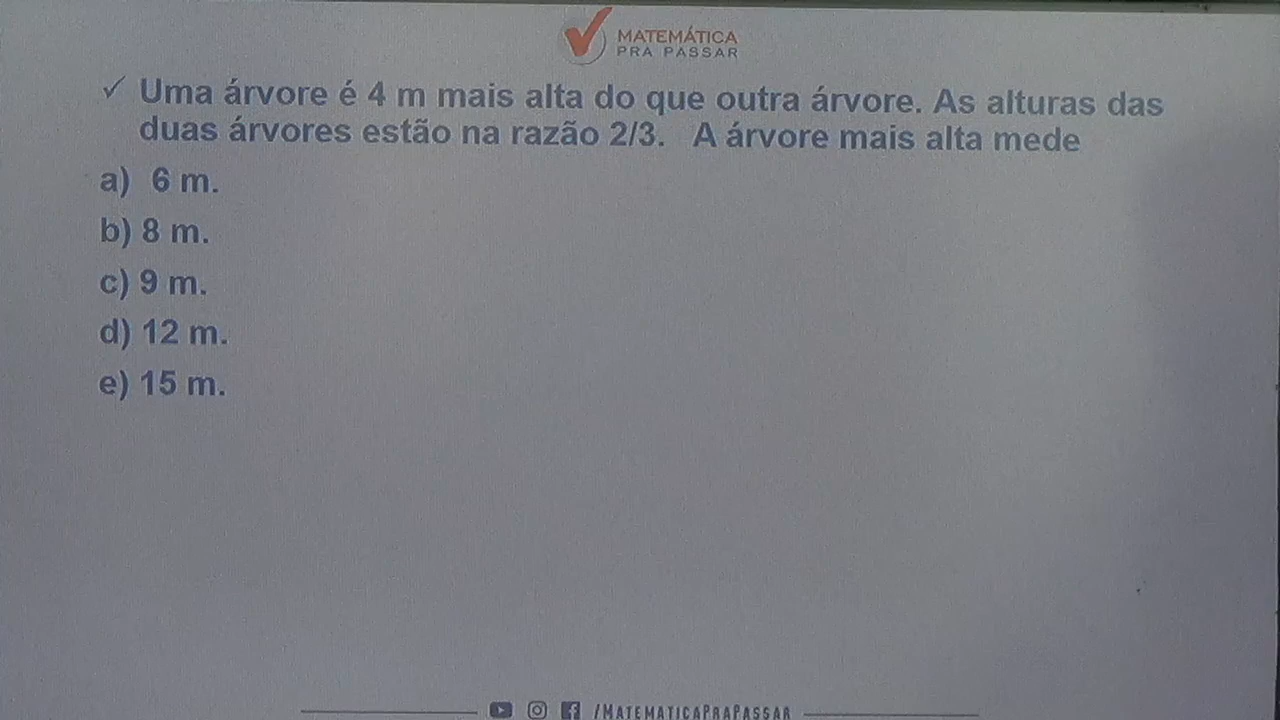 MATEMÁTICA
PRA PASSAR
✓ Uma árvore é 4 m mais alta do que outra árvore. As alturas das
duas árvores estão na razão 2/3. A árvore mais alta mede
a) 6 m.
b) 8 m.
c) 9 m.
d) 12 m.
e) 15 m.
/MATEMATICAPRAPASSAR